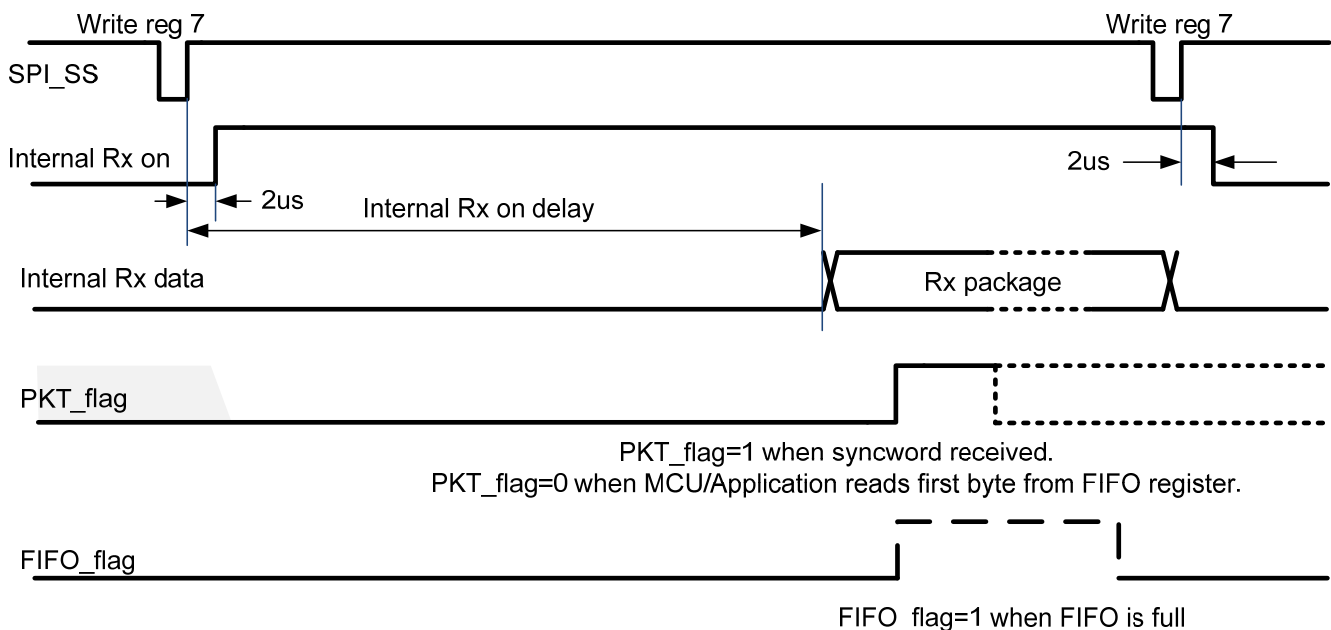 Write reg 7
Write reg 7
SPI_SS
Internal Rx on
2us
2us
Internal Rx on delay
Internal Rx data
Rx package
PKT_flag
PKT_flag=1 when syncword received.
PKT_flag=0 when MCU/Application reads first byte from FIFO register.
FIFO_flag
FIFO_flag=1 when FIFO is full